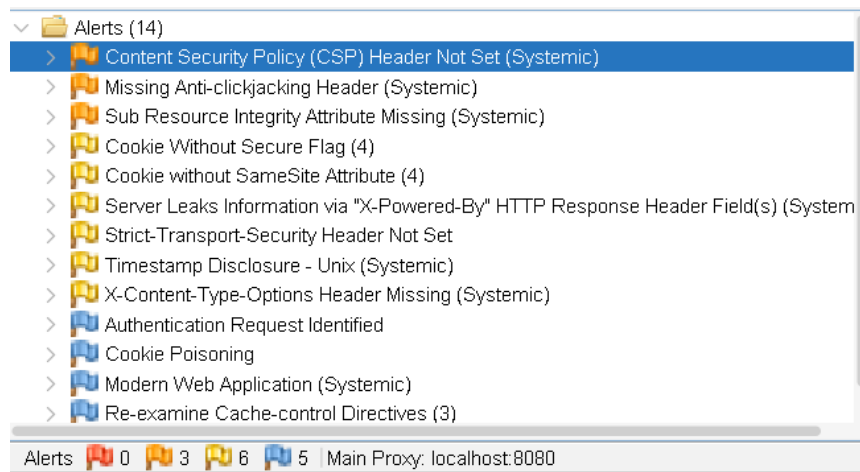 Alerts (14)
Content Security Policy (CSP) Header Not Set (Systemic)
Missing Anti-clickjacking Header (Systemic)
Sub Resource Integrity Attribute Missing (Systemic)
Cookie Without Secure Flag (4)
Cookie without SameSite Attribute (4)
Server Leaks Information via "X-Powered-By" HTTP Response Header Field(s) (System
Strict-Transport-Security Header Not Set
Timestamp Disclosure - Unix (Systemic)
X-Content-Type-Options Header Missing (Systemic)
Authentication Request Identified
Cookie Poisoning
Modern Web Application (Systemic)
Re-examine Cache-control Directives (3)
Alerts 0 3 6 5 Main Proxy: localhost:8080